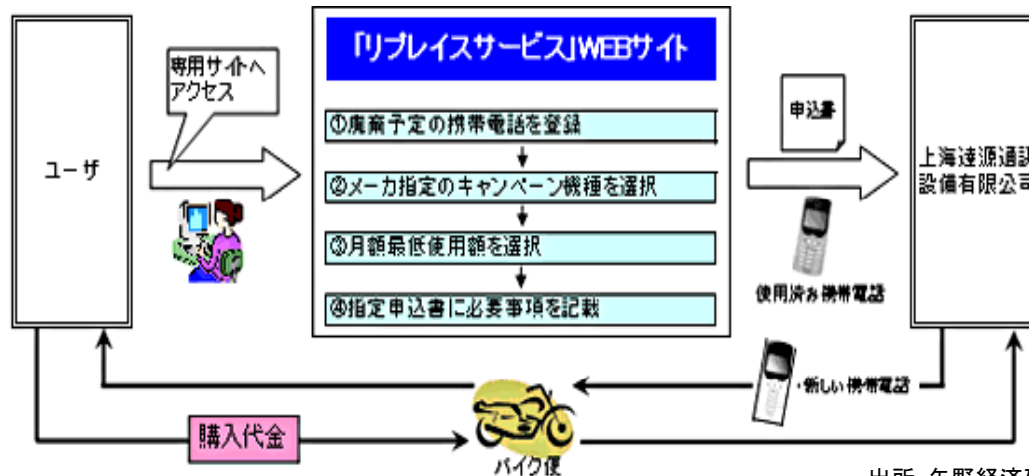 「リプレイスサービス」WEBサイト
専用サイトへ
アクセス
ユーザ
①廃棄予定の携帯電話を登録
②メーカ指定のキャンペーン機種を選択
③月額最低使用額を選択
④指定申込書に必要事項を記載
申込書
上海達源通訊
設備有限公司
使用済み携帯電話
・新しい携帯電話
購入代金
バイク便